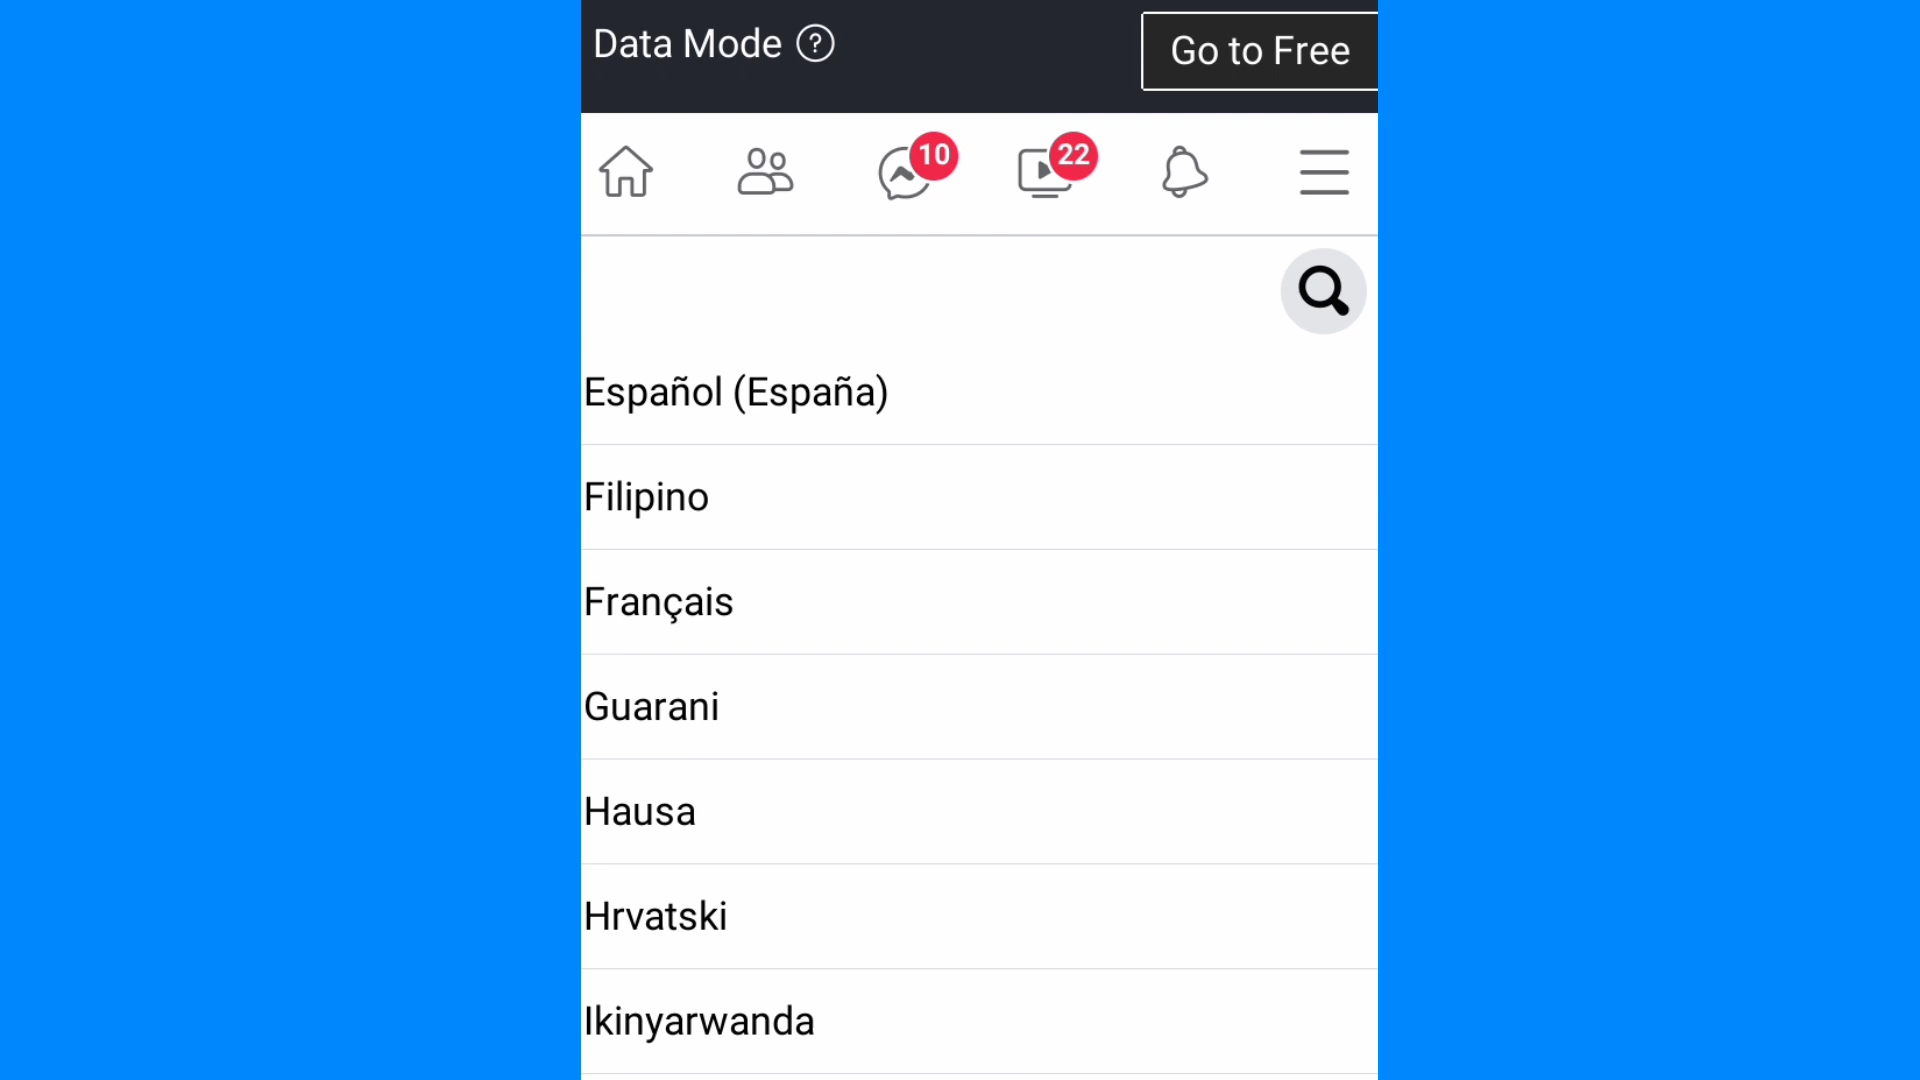 Data Mode ?
Go to Free
10
22
Español (España)
Filipino
Français
Guarani
Hausa
Hrvatski
Ikinyarwanda